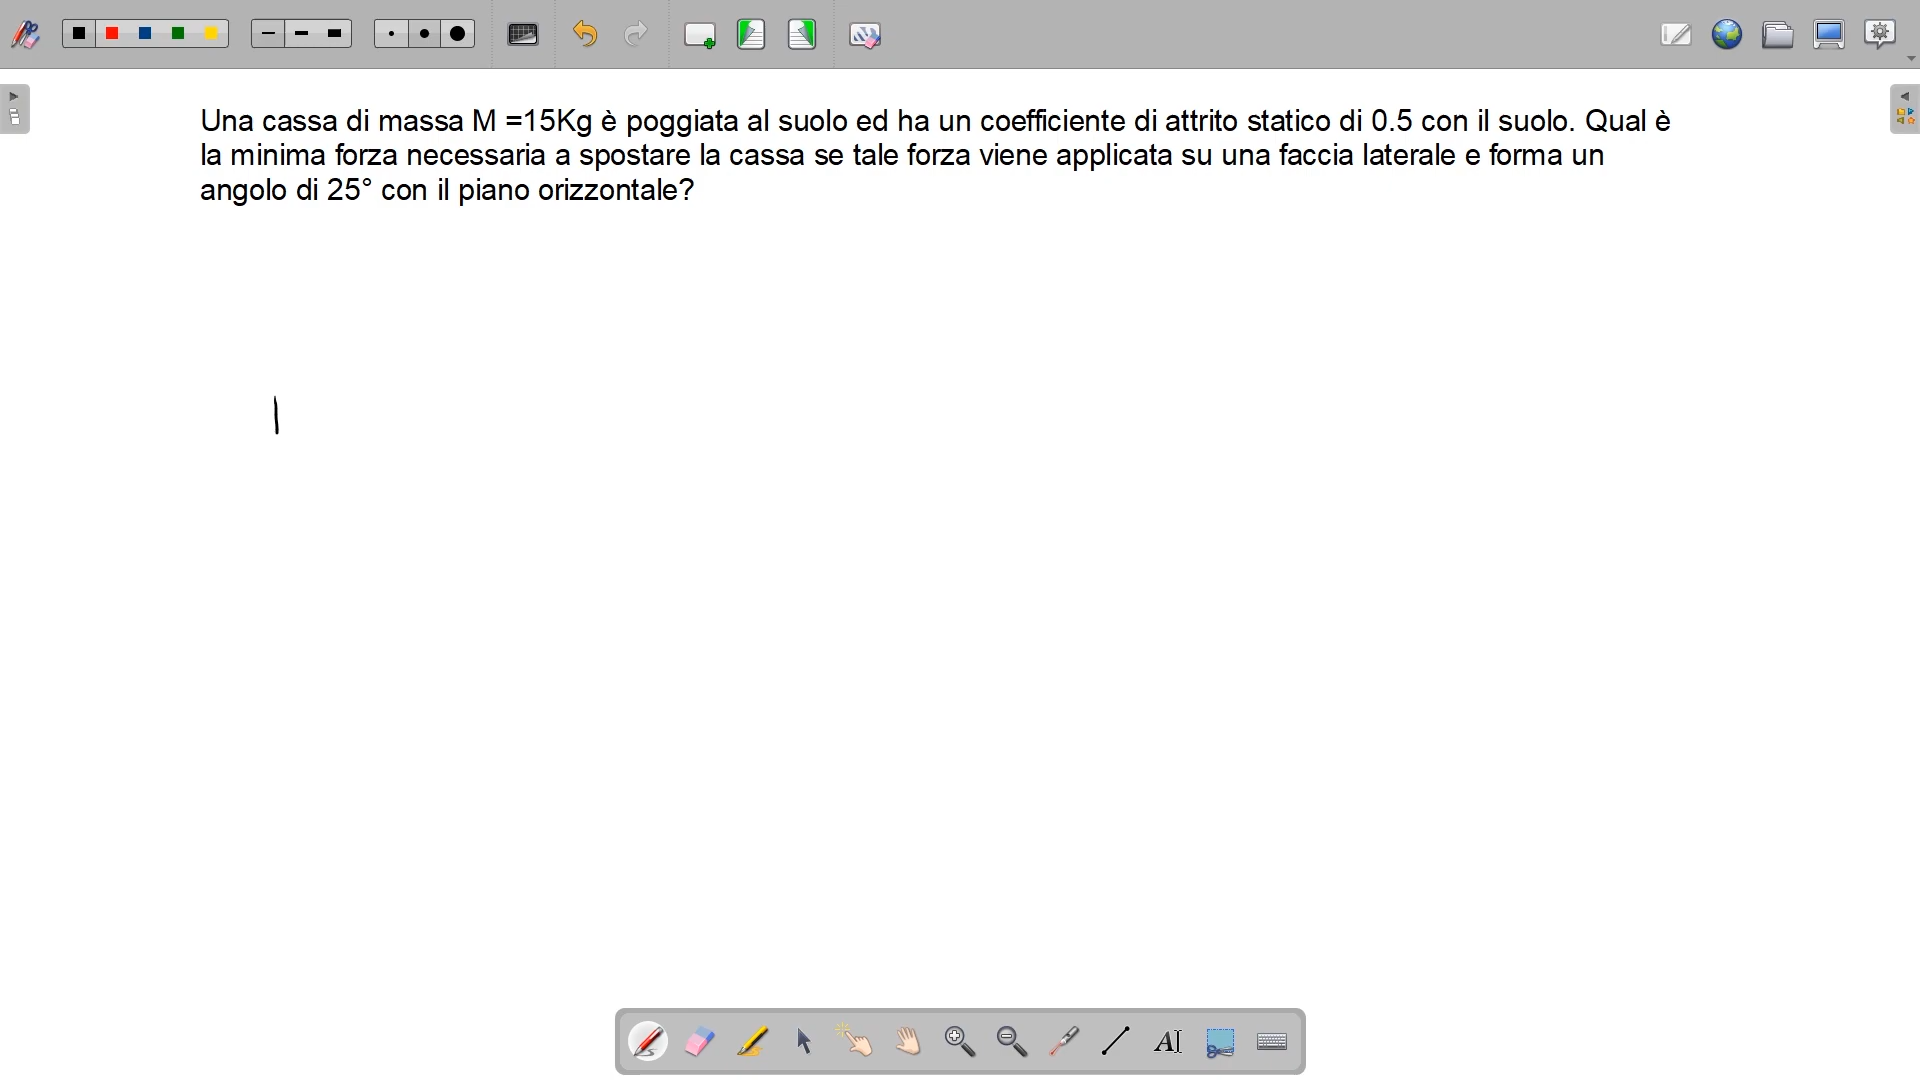 Una cassa di massa M =15Kg è poggiata al suolo ed ha un coefficiente di attrito statico di 0.5 con il suolo. Qual è
la minima forza necessaria a spostare la cassa se tale forza viene applicata su una faccia laterale e forma un
angolo di 25° con il piano orizzontale?